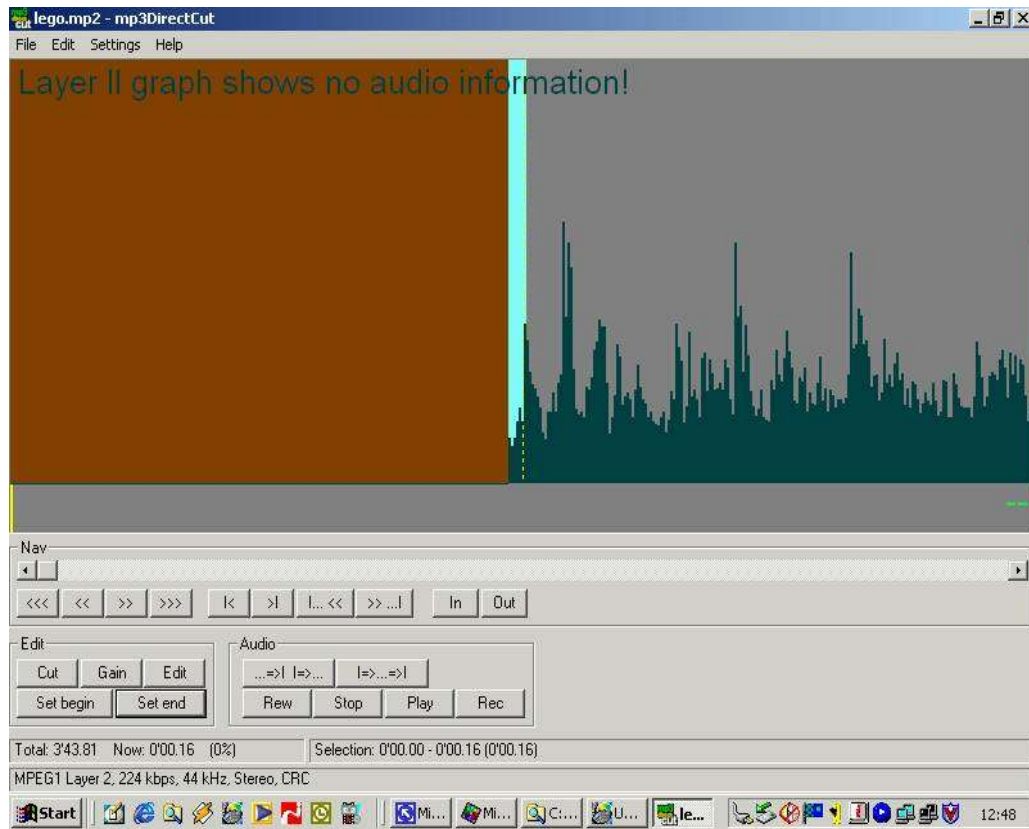 lego.mp2 - mp3DirectCut
File Edit Settings Help
Layer II graph shows no audio information!
Nav
<<< << >> >>> I< >I I... << >> ...I In Out
Edit Audio
Cut Gain Edit ...=>I I=>... I=>...=>I
Set begin Set end Rew Stop Play Rec
Total: 3'43.81 Now: 0'00.16 (0%) Selection: 0'00.00 - 0'00.16 (0'00.16)
MPEG1 Layer 2, 224 kbps, 44 kHz, Stereo, CRC
Start Mi... Mi... C:... U... le... 12:48